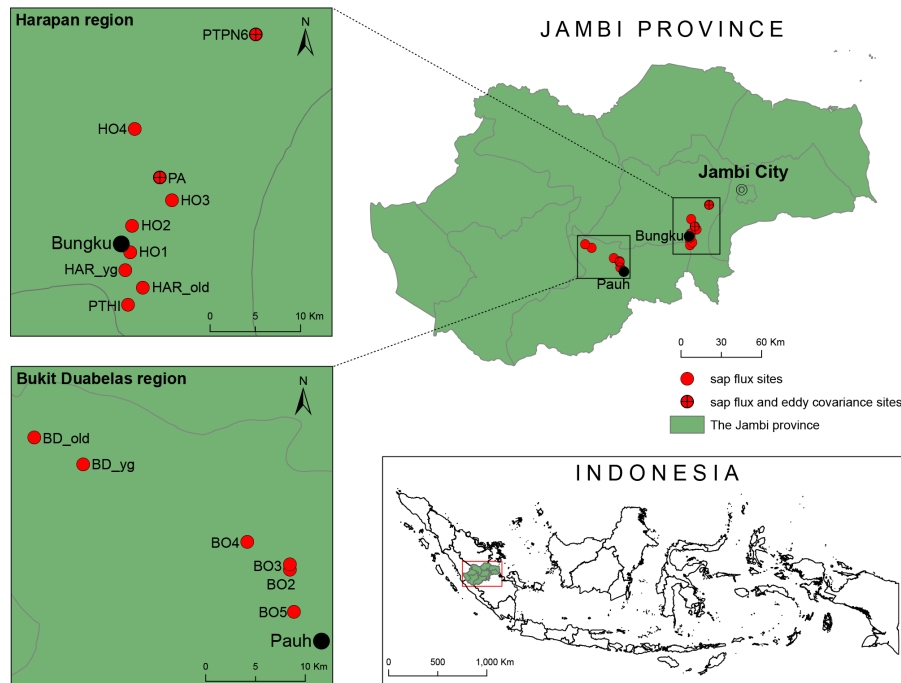 Harapan region
N
PTPN6
HO4
PA
HO3
HO2
Bungku
HO1
HAR_yg
HAR_old
PTHI
0 5 10 Km
JAMBI PROVINCE
Jambi City
Bungku
Pauh
0 30 60 Km
sap flux sites
sap flux and eddy covariance sites
The Jambi province
Bukit Duabelas region
N
BD_old
BD_yg
BO4
BO3
BO2
BO5
Pauh
0 5 10 Km
INDONESIA
0 500 1,000 Km